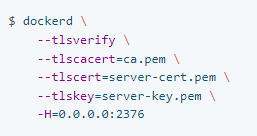 $ dockerd \
--tlsverify \
--tlscacert=ca.pem \
--tlscert=server-cert.pem \
--tlskey=server-key.pem \
-H=0.0.0.0:2376